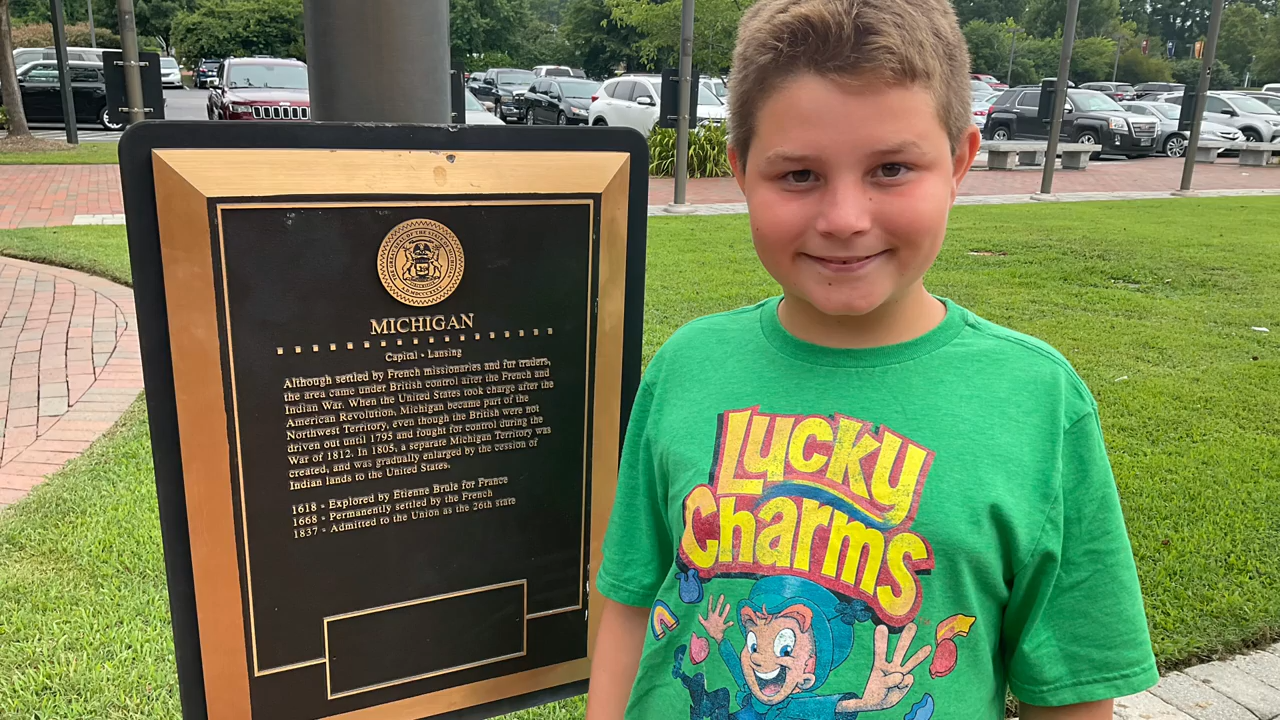 MICHIGAN
Capital - Lansing
Although settled by French missionaries and fur traders,
the area came under British control after the French and
Indian War. When the United States took charge after the
American Revolution, Michigan became part of the
Northwest Territory, even though the British were not
driven out until 1795 and fought for control during the
War of 1812. In 1805, a separate Michigan Territory was
created, and was gradually enlarged by the cession of
Indian lands to the United States.
1618 - Explored by Etienne Brule for France
1668 - Permanently settled by the French
1837 - Admitted to the Union as the 26th state
Lucky
Charms